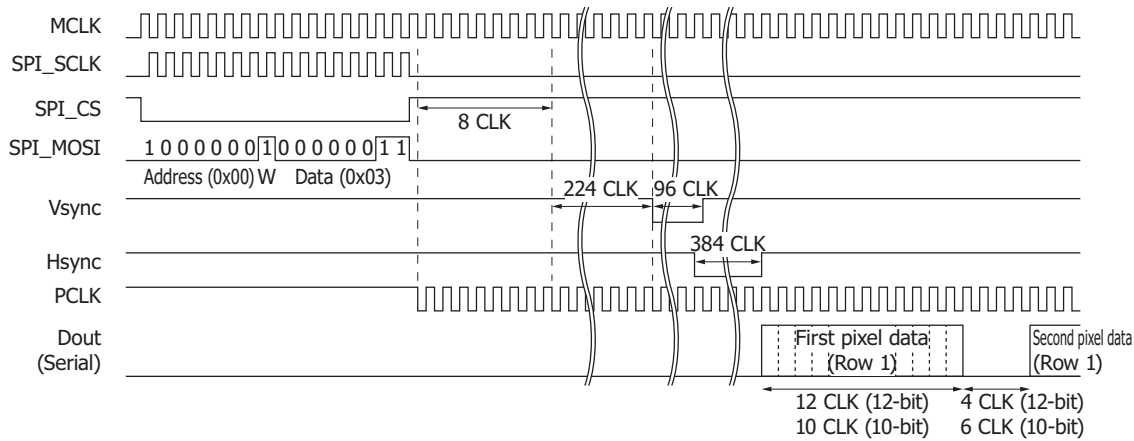 MCLK
SPI_SCLK
SPI_CS
8 CLK
SPI_MOSI
1 0 0 0 0 0 0 1 0 0 0 0 0 0 1 1
Address (0x00) W Data (0x03)
224 CLK 96 CLK
Vsync
384 CLK
Hsync
PCLK
Dout
(Serial)
First pixel data
(Row 1)
Second pixel data
(Row 1)
12 CLK (12-bit)
10 CLK (10-bit)
4 CLK (12-bit)
6 CLK (10-bit)